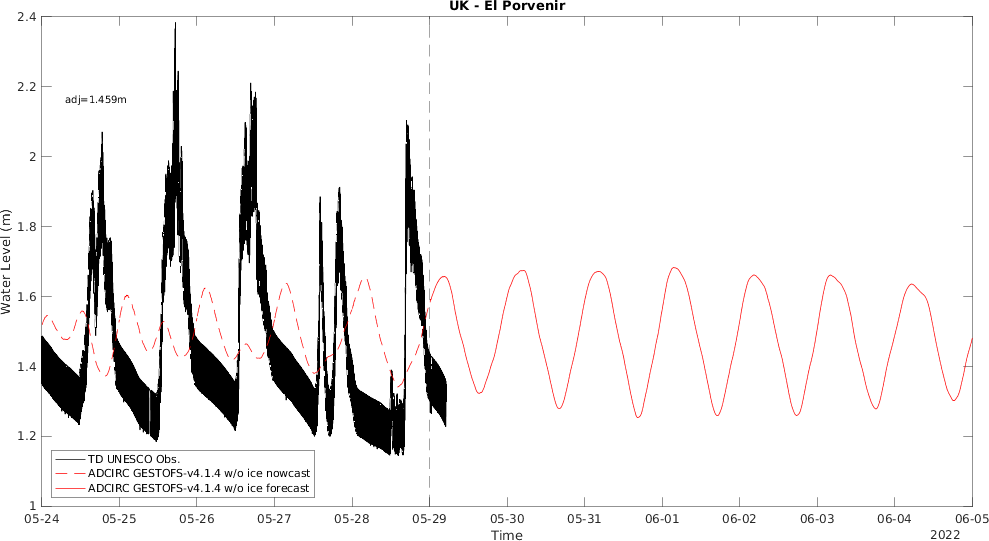 UK - El Porvenir
2.4
2.2
2
1.8
1.6
1.4
1.2
1
Water Level (m)
adj=1.459m
TD UNESCO Obs.
ADCIRC GESTOFS-v4.1.4 w/o ice nowcast
ADCIRC GESTOFS-v4.1.4 w/o ice forecast
05-24 05-25 05-26 05-27 05-28 05-29 05-30 05-31 06-01 06-02 06-03 06-04 06-05
Time
2022